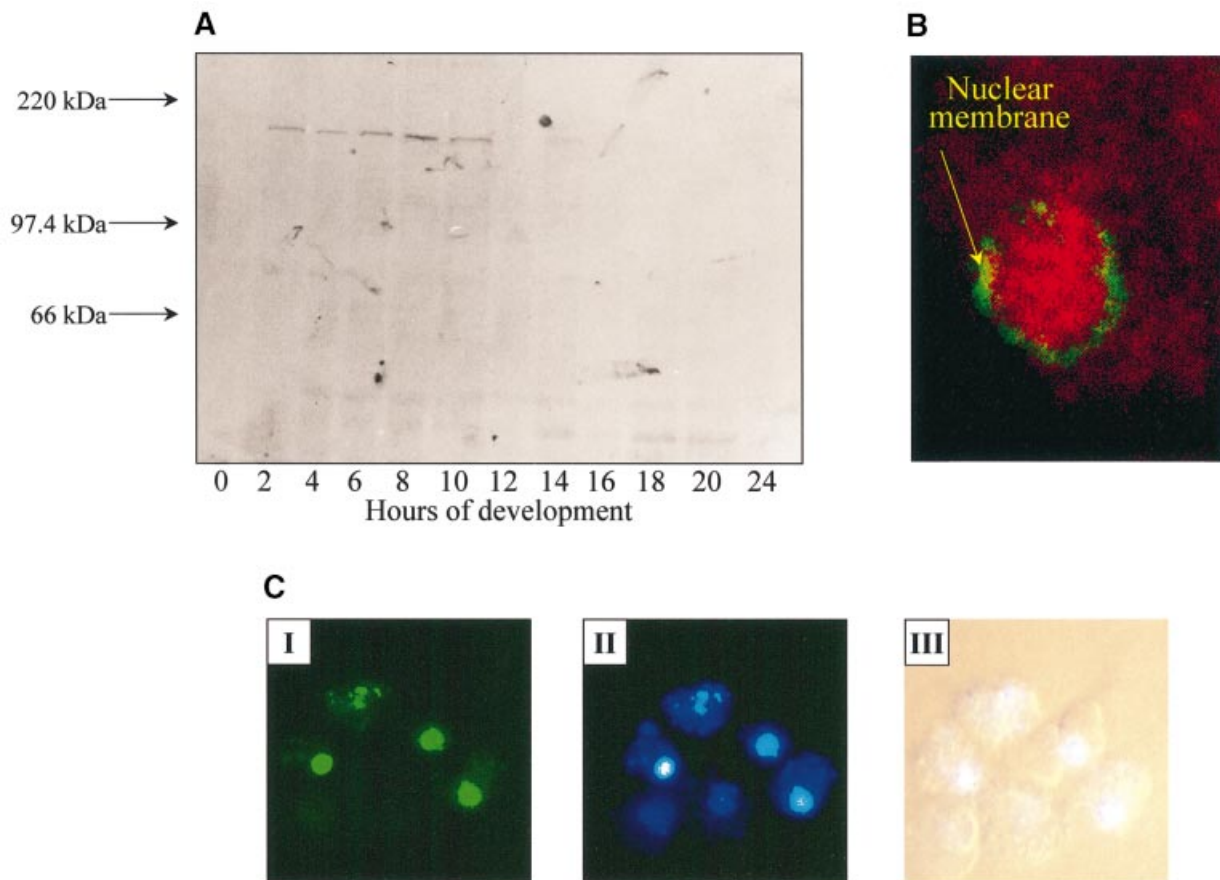 A
220 kDa
97.4 kDa
66 kDa
0 2 4 6 8 10 12 14 16 18 20 24
Hours of development
B
Nuclear
membrane
C
I
II
III